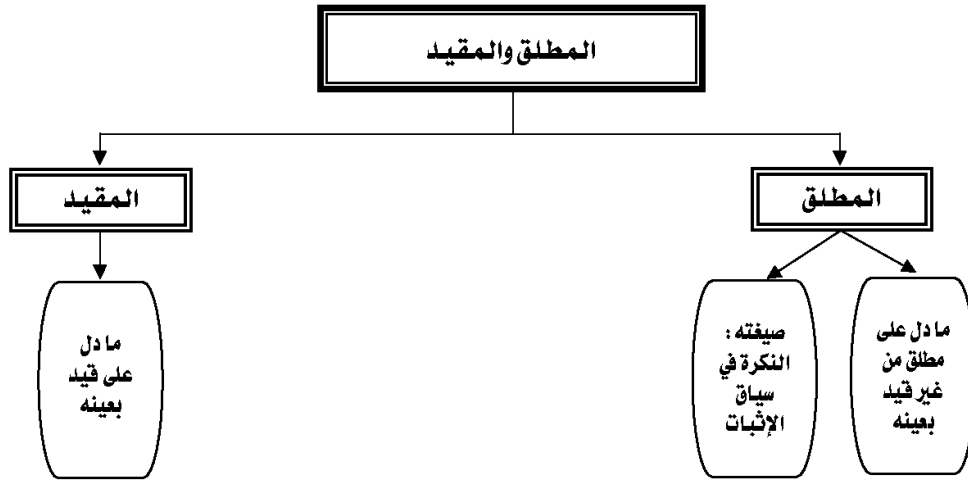 المطلق والمقيد
المطلق
المقيد
ما دل على
مطلق من
غير قيد
بعينه
صيغته :
النكرة في
سياق
الإثبات
ما دل
على قيد
بعينه